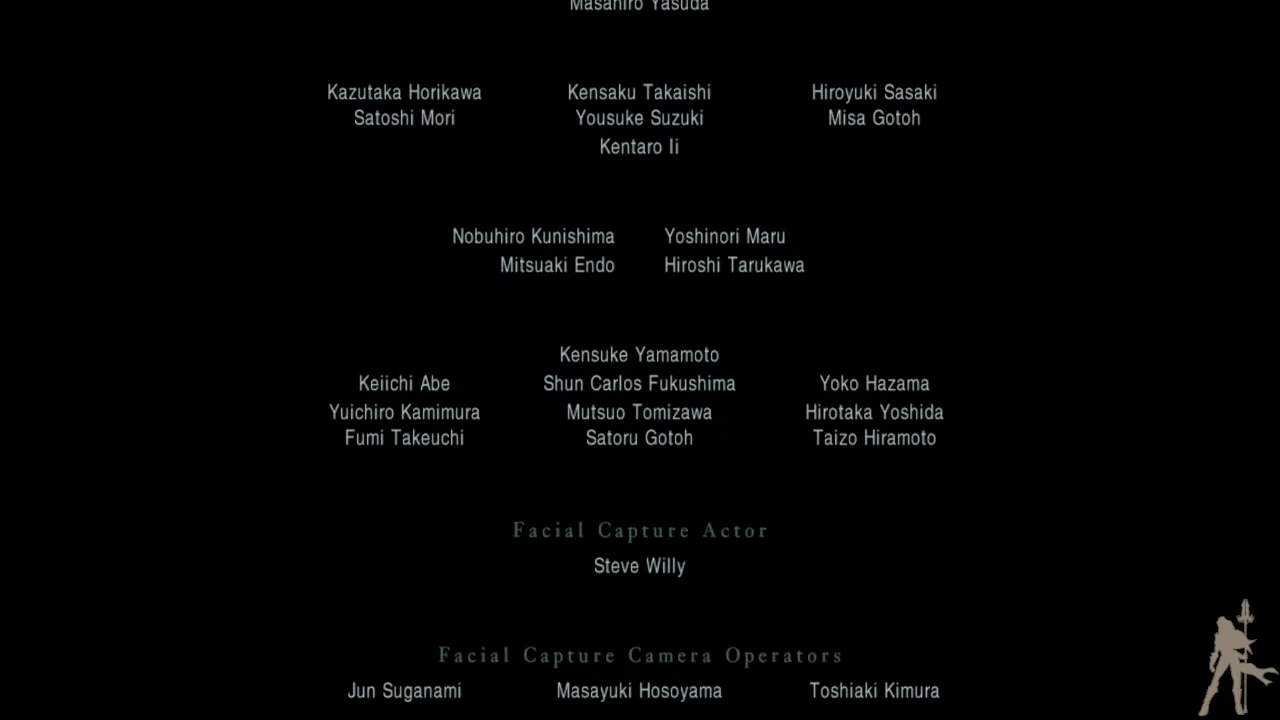 Masahiro Yasuda
Kazutaka Horikawa Kensaku Takaishi Hiroyuki Sasaki
Satoshi Mori Yousuke Suzuki Misa Gotoh
Kentaro Ii
Nobuhiro Kunishima Yoshinori Maru
Mitsuaki Endo Hiroshi Tarukawa
Kensuke Yamamoto
Keiichi Abe Shun Carlos Fukushima Yoko Hazama
Yuichiro Kamimura Mutsuo Tomizawa Hirotaka Yoshida
Fumi Takeuchi Satoru Gotoh Taizo Hiramoto
Facial Capture Actor
Steve Willy
Facial Capture Camera Operators
Jun Suganami Masayuki Hosoyama Toshiaki Kimura